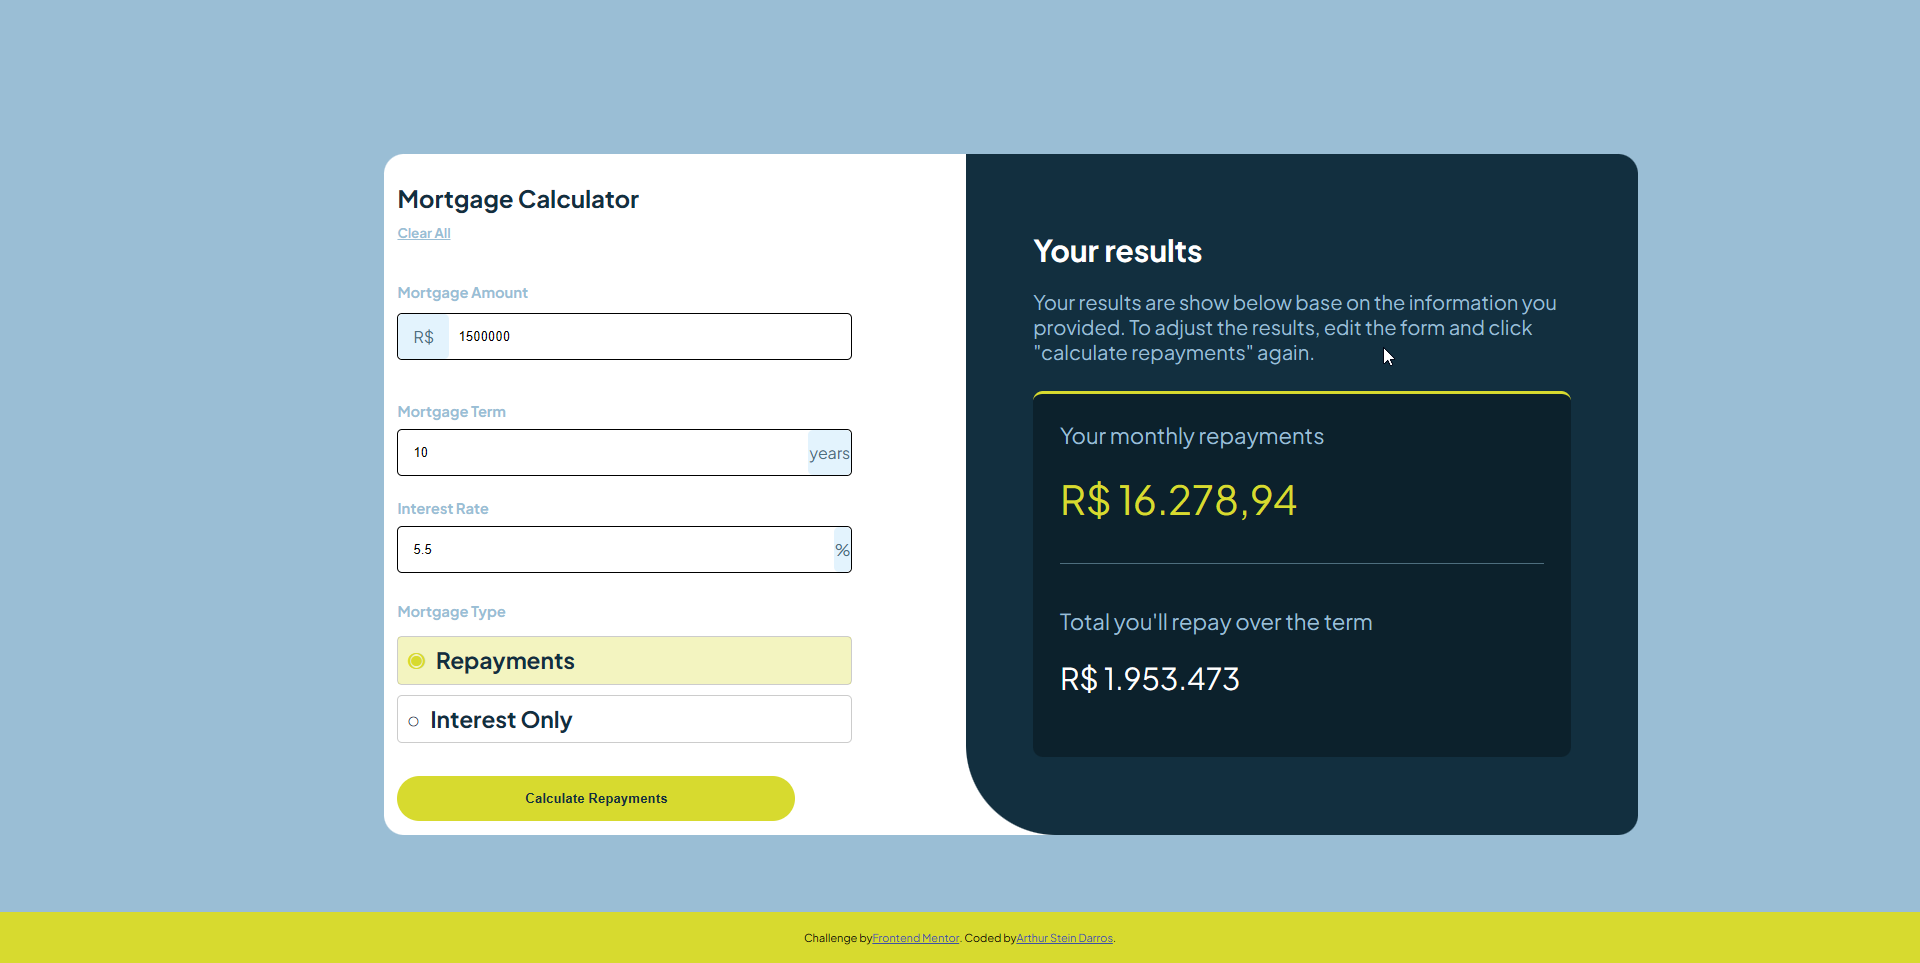 Mortgage Calculator
Clear All
Mortgage Amount
R$ 1500000
Mortgage Term
10 years
Interest Rate
5.5 %
Mortgage Type
Repayments
Interest Only
Calculate Repayments
Your results
Your results are show below base on the information you
provided. To adjust the results, edit the form and click
"calculate repayments" again.
Your monthly repayments
R$ 16.278,94
Total you'll repay over the term
R$ 1.953.473
Challenge byFrontend Mentor. Coded byArthur Stein Darros.